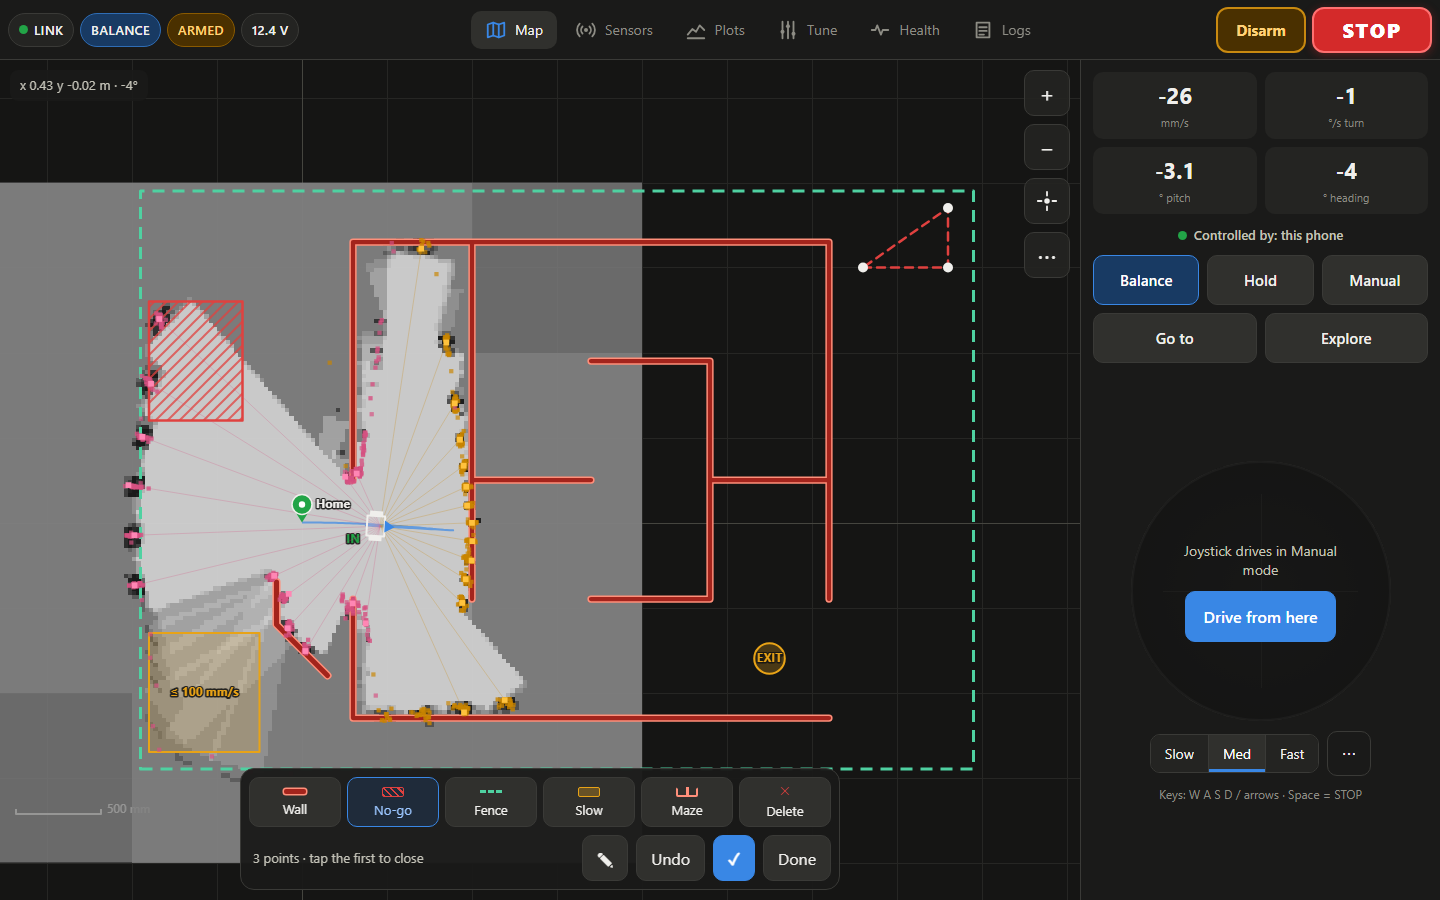 LINK
BALANCE
ARMED
12.4 V
Map
Sensors
Plots
Tune
Health
Logs
Disarm
STOP
x 0.43 y -0.02 m · -4°
+
−
...
-26
mm/s
-1
°/s turn
-3.1
° pitch
-4
° heading
Controlled by: this phone
Balance
Hold
Manual
Go to
Explore
Home
IN
EXIT
≤ 100 mm/s
500 mm
Joystick drives in Manual
mode
Drive from here
Slow
Med
Fast
...
Keys: W A S D / arrows · Space = STOP
Wall
No-go
Fence
Slow
Maze
Delete
3 points · tap the first to close
Undo
Done